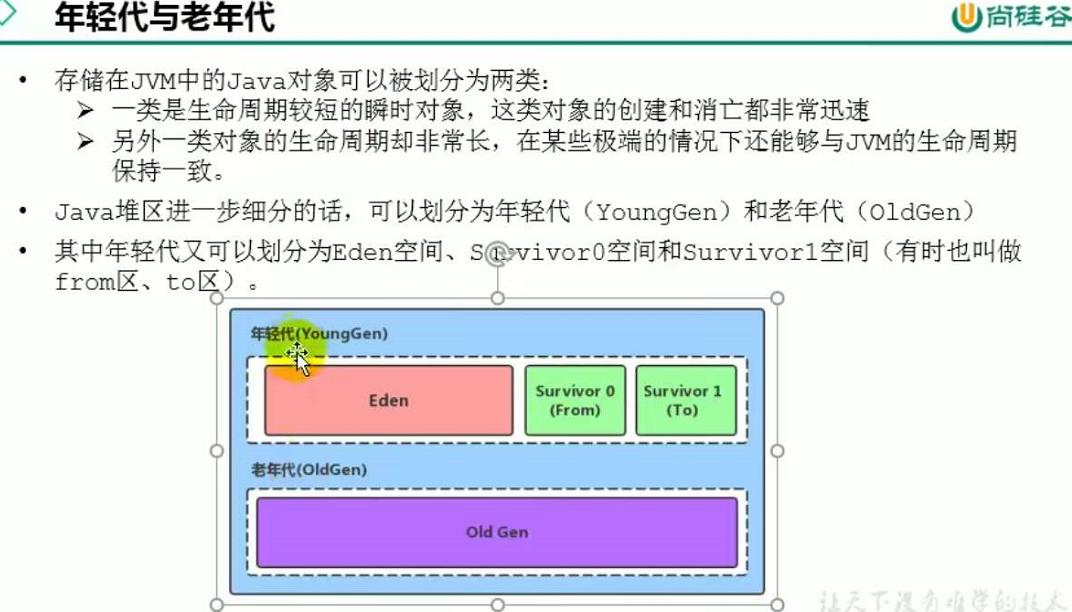 年轻代与老年代
尚硅谷
• 存储在JVM中的Java对象可以被划分为两类：
➢ 一类是生命周期较短的瞬时对象，这类对象的创建和消亡都非常迅速
➢ 另外一类对象的生命周期却非常长，在某些极端的情况下还能够与JVM的生命周期
保持一致。
• Java堆区进一步细分的话，可以划分为年轻代（YoungGen）和老年代（OldGen）
• 其中年轻代又可以划分为Eden空间、Survivor0空间和Survivor1空间（有时也叫做
from区、to区）。
年轻代(YoungGen)
Eden
Survivor 0
(From)
Survivor 1
(To)
老年代(OldGen)
Old Gen
让天下没有难学的技术